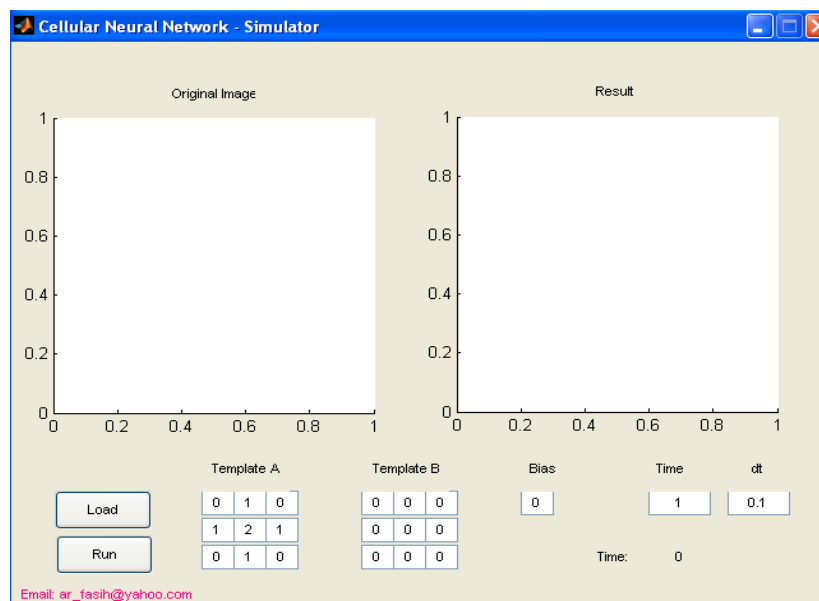 Cellular Neural Network - Simulator
Original Image Result
1 1
0.8 0.8
0.6 0.6
0.4 0.4
0.2 0.2
0 0
0 0.2 0.4 0.6 0.8 1 0 0.2 0.4 0.6 0.8 1
Template A Template B Bias Time dt
Load 0 1 0 0 0 0 0 1 0.1
1 2 1 0 0 0
Run 0 1 0 0 0 0 Time: 0
Email: ar_fasih@yahoo.com